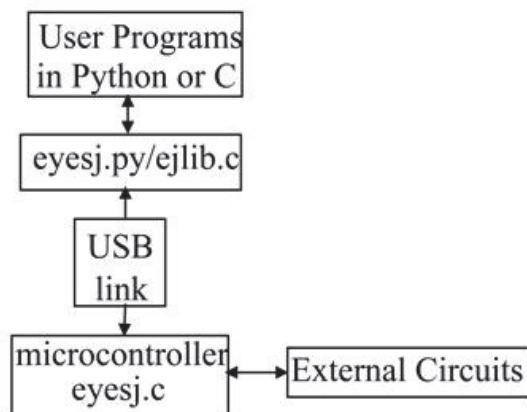 User Programs
in Python or C
eyesj.py/ejlib.c
USB
link
microcontroller
eyesj.c
External Circuits